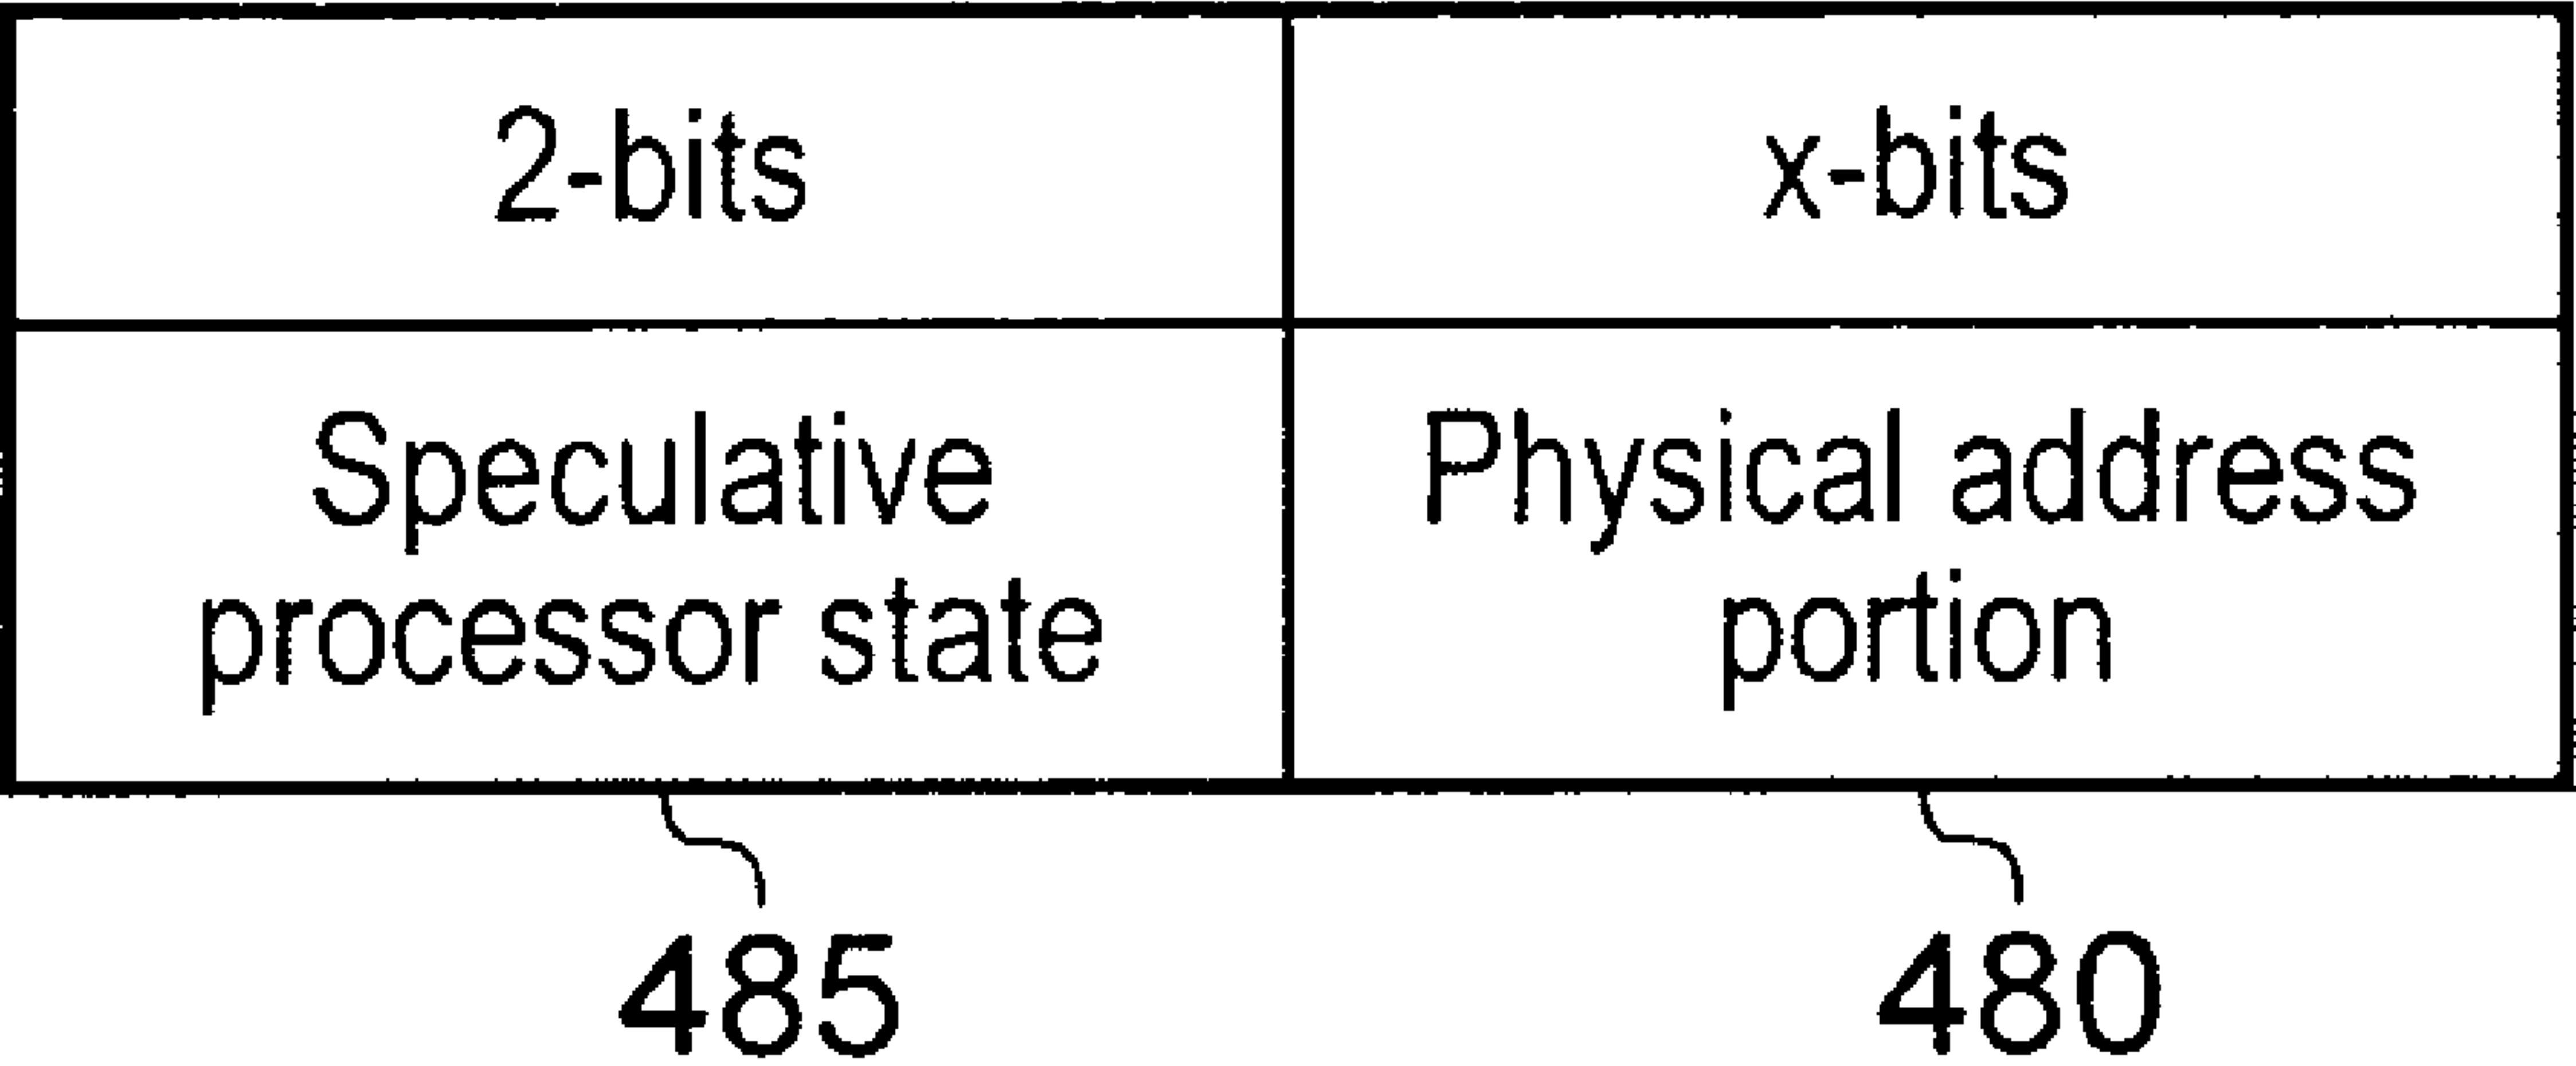 2-bits
x-bits
Speculative
processor state
Physical address
portion
485
480